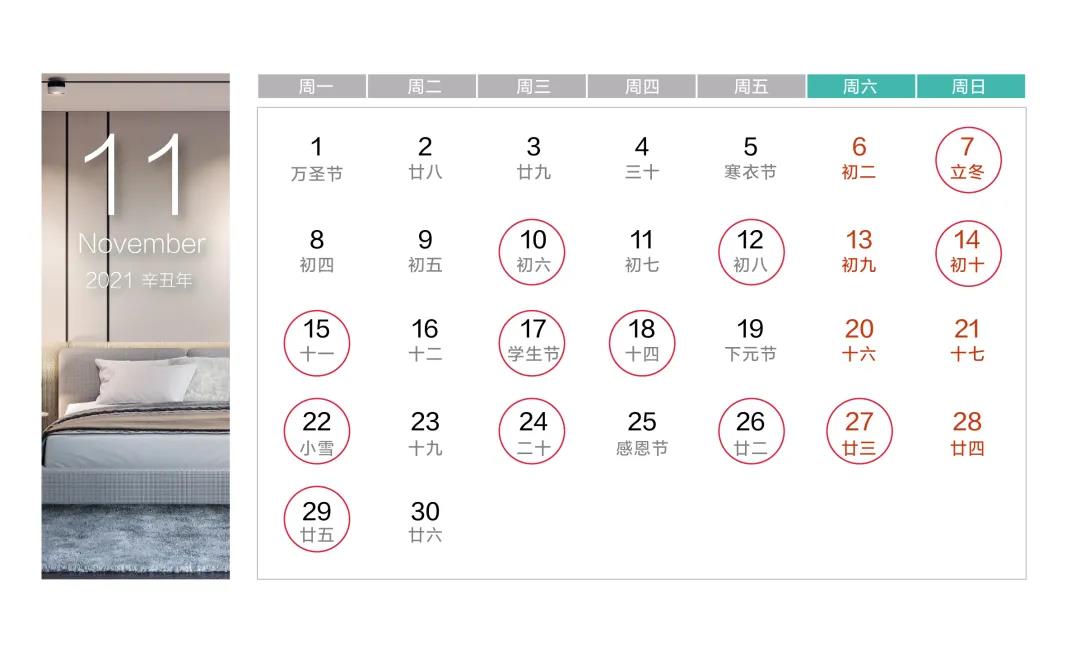 11
November
2021 辛丑年
周一 周二 周三 周四 周五 周六 周日
1 2 3 4 5 6 7
万圣节 廿八 廿九 三十 寒衣节 初二 立冬
8 9 10 11 12 13 14
初四 初五 初六 初七 初八 初九 初十
15 16 17 18 19 20 21
十一 十二 学生节 十四 下元节 十六 十七
22 23 24 25 26 27 28
小雪 十九 二十 感恩节 廿二 廿三 廿四
29 30
廿五 廿六